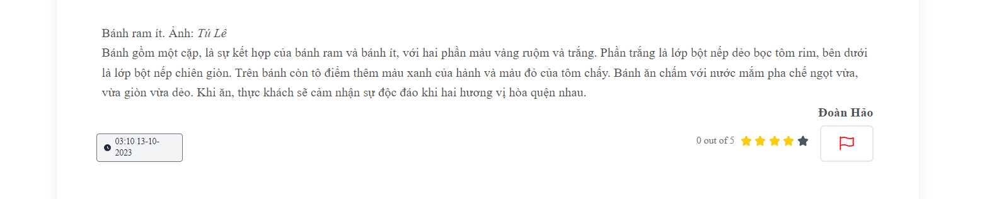 Bánh ram ít. Ảnh: Tú Lê
Bánh gồm một cặp, là sự kết hợp của bánh ram và bánh ít, với hai phần màu vàng ruộm và trắng. Phần trắng là lớp bột nếp dẻo bọc tôm rim, bên dưới
là lớp bột nếp chiên giòn. Trên bánh còn tô điểm thêm màu xanh của hành và màu đỏ của tôm chấy. Bánh ăn chấm với nước mắm pha chế ngọt vừa,
vừa giòn vừa dẻo. Khi ăn, thực khách sẽ cảm nhận sự độc đáo khi hai hương vị hòa quện nhau.
Đoàn Hảo
03:10 13-10-
2023
0 out of 5